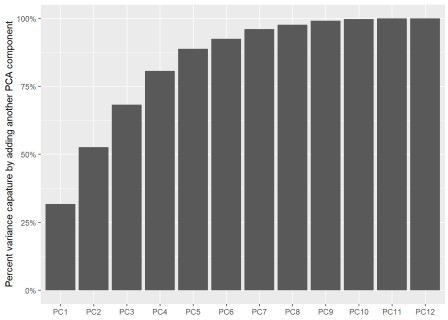 Percent variance capature by adding another PCA component
100%
75%
50%
25%
0%
PC1 PC2 PC3 PC4 PC5 PC6 PC7 PC8 PC9 PC10 PC11 PC12